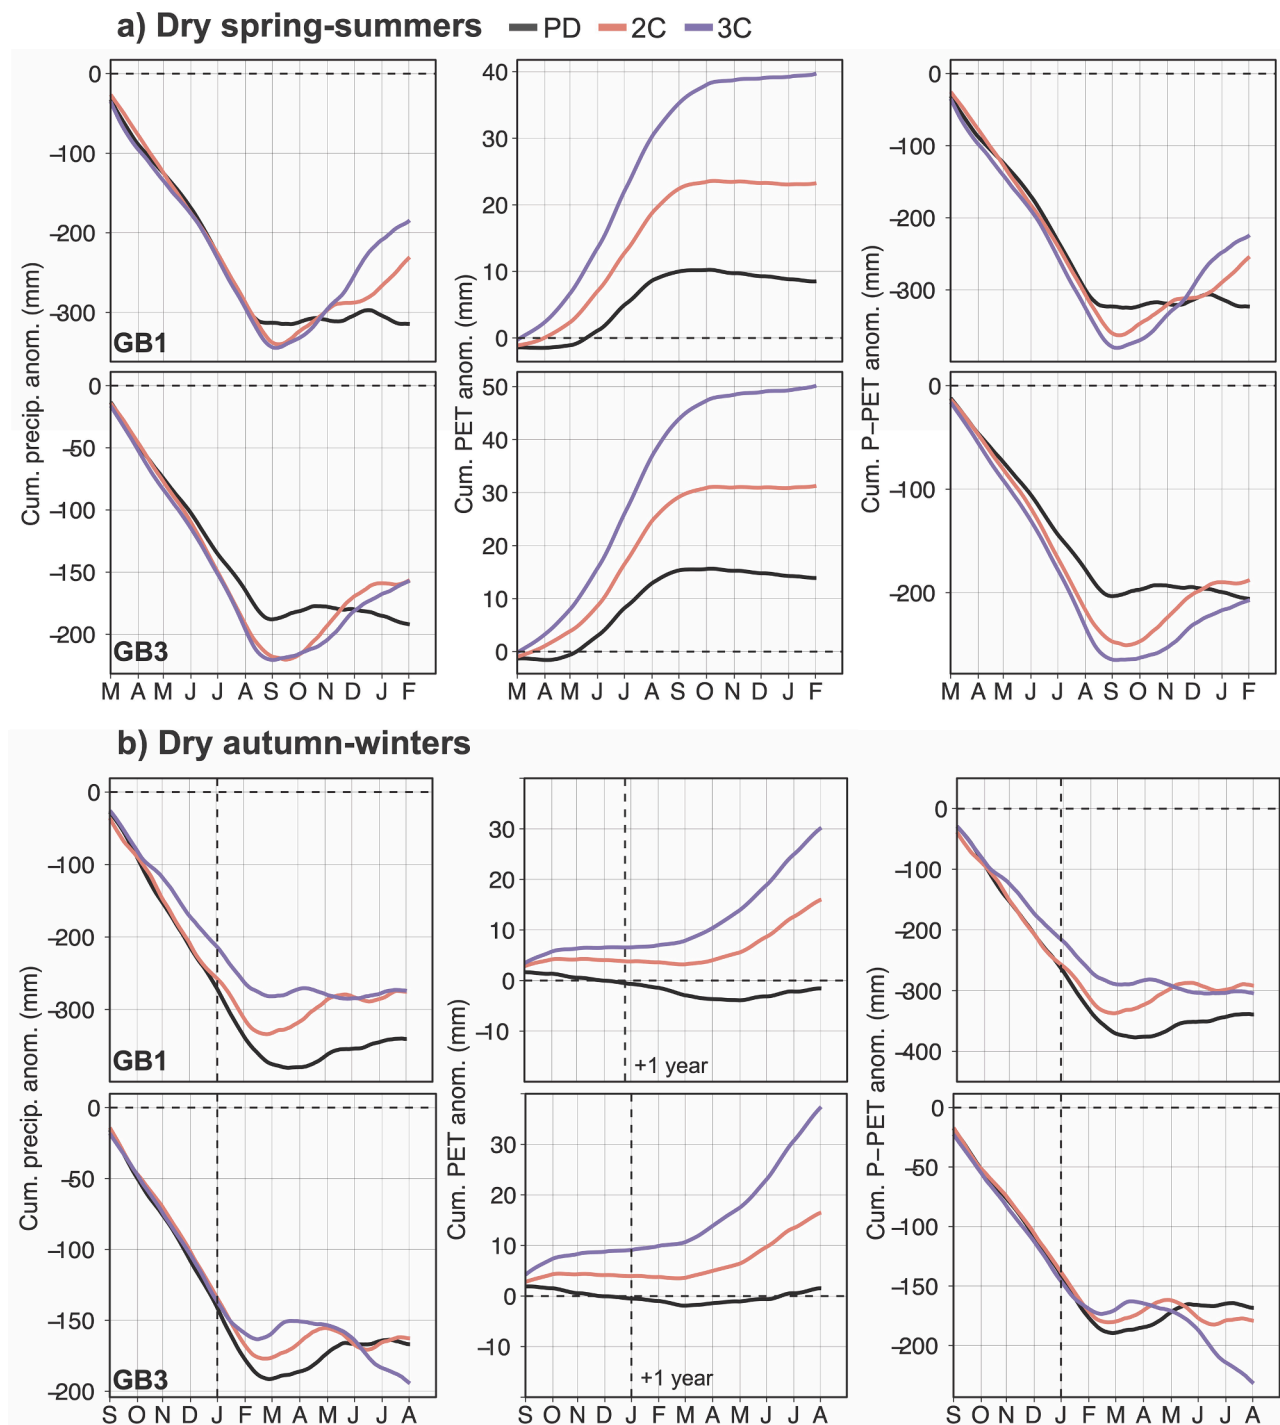 a) Dry spring-summers PD 2C 3C
Cum. precip. anom. (mm)
0
−100
−200
−300
GB1
0
−50
−100
−150
−200
GB3
M A M J J A S O N D J F
Cum. PET anom. (mm)
40
30
20
10
0
50
40
30
20
10
0
M A M J J A S O N D J F
Cum. P−PET anom. (mm)
0
−100
−200
−300
0
−100
−200
M A M J J A S O N D J F
b) Dry autumn-winters
Cum. precip. anom. (mm)
0
−100
−200
−300
GB1
0
−50
−100
−150
−200
GB3
S O N D J F M A M J J A
Cum. PET anom. (mm)
30
20
10
0
−10
+1 year
30
20
10
0
−10
+1 year
S O N D J F M A M J J A
Cum. P−PET anom. (mm)
0
−100
−200
−300
−400
0
−50
−100
−150
−200
S O N D J F M A M J J A